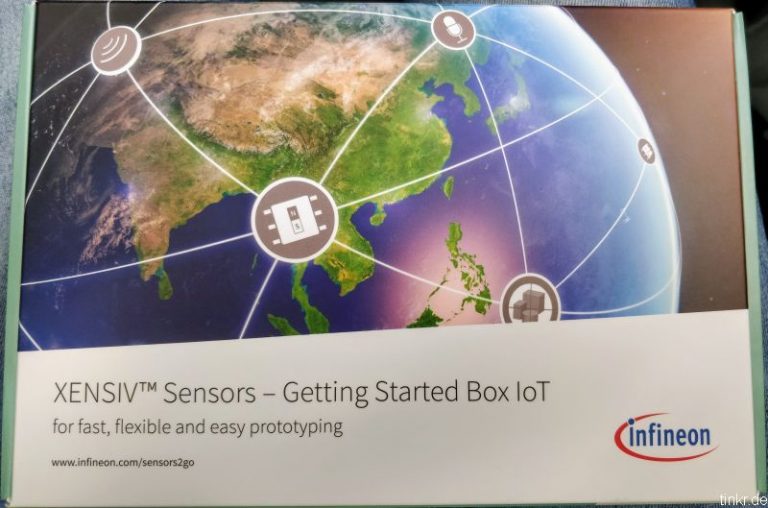 N
S
XENSIV™ Sensors – Getting Started Box IoT
for fast, flexible and easy prototyping
infineon
www.infineon.com/sensors2go
tinkr.de